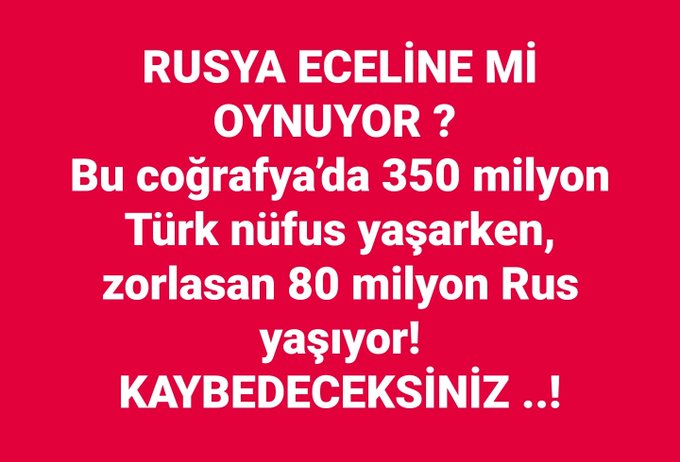 RUSYA ECELİNE Mİ
OYNUYOR ?
Bu coğrafya’da 350 milyon
Türk nüfus yaşarken,
zorlasan 80 milyon Rus
yaşıyor!
KAYBEDECEKSİNİZ ..!